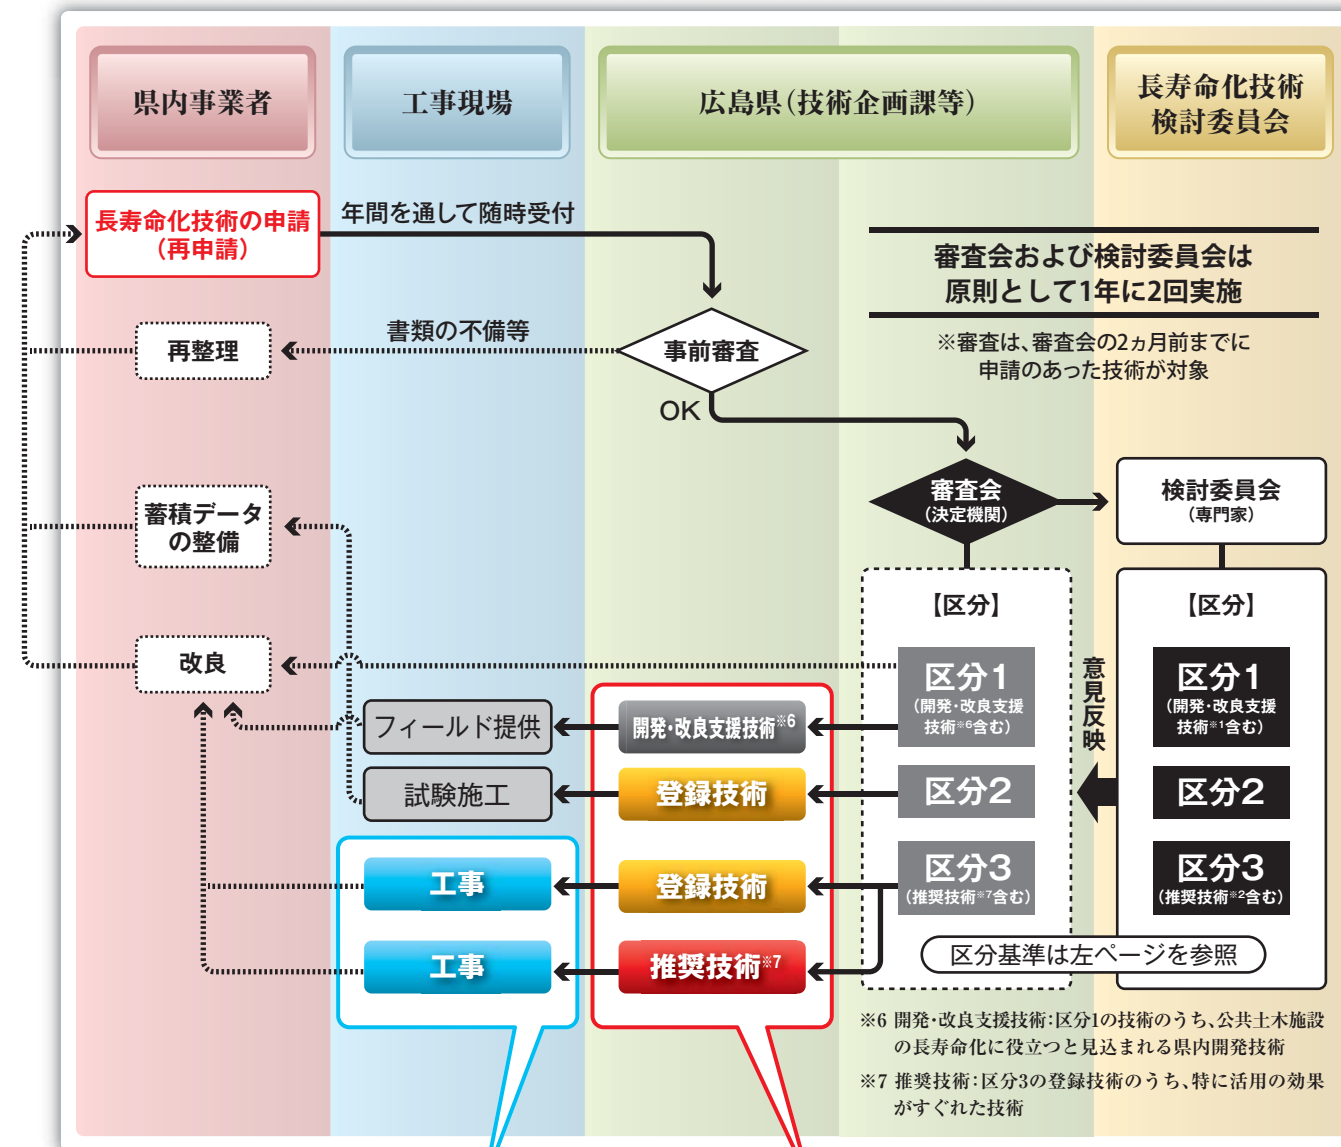 県内事業者
工事現場
広島県（技術企画課等）
長寿命化技術
検討委員会
長寿命化技術の申請
（再申請）
年間を通して随時受付
審査会および検討委員会は
原則として1年に2回実施
※審査は、審査会の2ヵ月前までに
申請のあった技術が対象
再整理
書類の不備等
事前審査
OK
蓄積データ
の整備
審査会
（決定機関）
検討委員会
（専門家）
【区分】
【区分】
改良
意見反映
フィールド提供
開発・改良支援技術※6
区分1
（開発・改良支援
技術※6含む）
区分1
（開発・改良支援
技術※1含む）
試験施工
登録技術
区分2
区分2
工事
登録技術
区分3
（推奨技術※7含む）
区分3
（推奨技術※2含む）
工事
推奨技術※7
区分基準は左ページを参照
※6 開発・改良支援技術：区分1の技術のうち、公共土木施設
の長寿命化に役立つと見込まれる県内開発技術
※7 推奨技術：区分3の登録技術のうち、特に活用の効果
がすぐれた技術